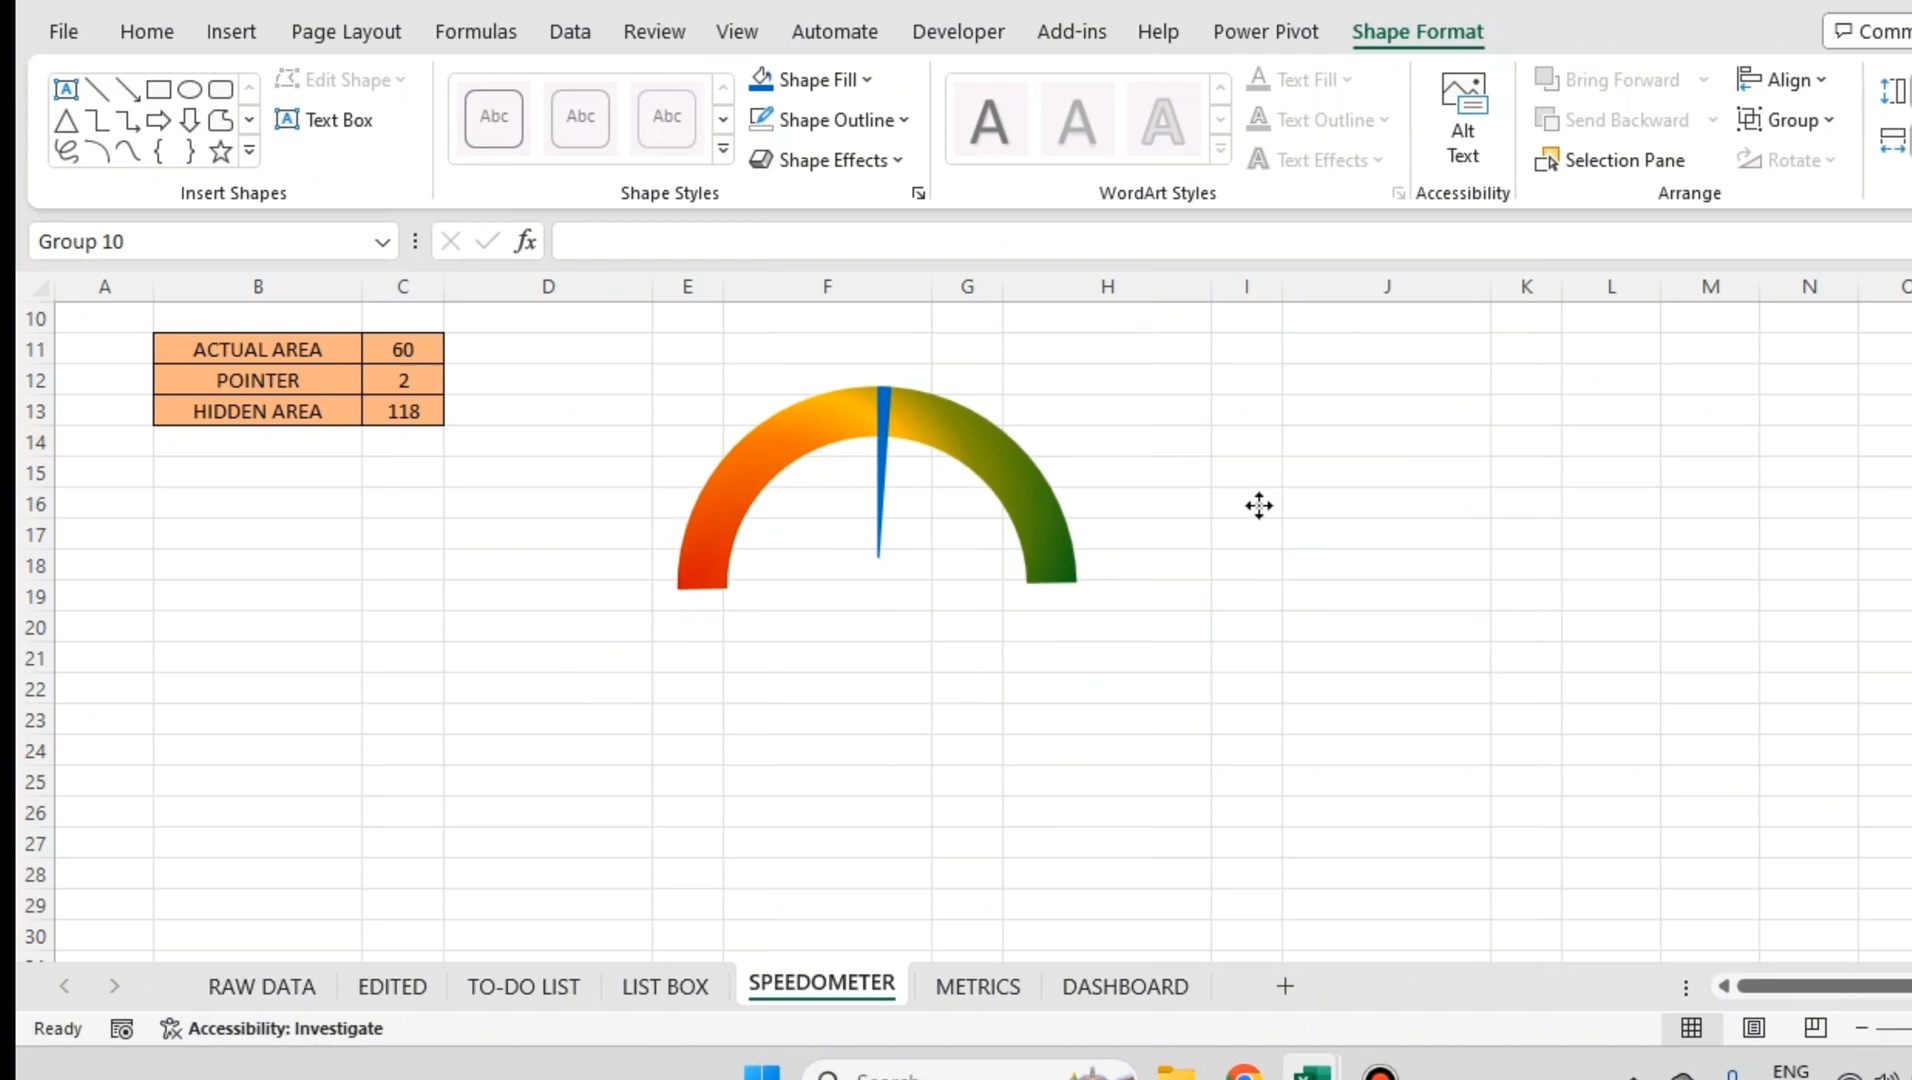 File Home Insert Page Layout Formulas Data Review View Automate Developer Add-ins Help Power Pivot Shape Format
Edit Shape
Text Box
Insert Shapes
Abc Abc Abc
Shape Fill
Shape Outline
Shape Effects
Shape Styles
A A A
Text Fill
Text Outline
Text Effects
WordArt Styles
Alt
Text
Accessibility
Bring Forward
Send Backward
Selection Pane
Align
Group
Rotate
Arrange
Group 10
fx
A B C D E F G H I J K L M N
10
11 ACTUAL AREA 60
12 POINTER 2
13 HIDDEN AREA 118
14
15
16
17
18
19
20
21
22
23
24
25
26
27
28
29
30
RAW DATA EDITED TO-DO LIST LIST BOX SPEEDOMETER METRICS DASHBOARD
Ready Accessibility: Investigate
ENG